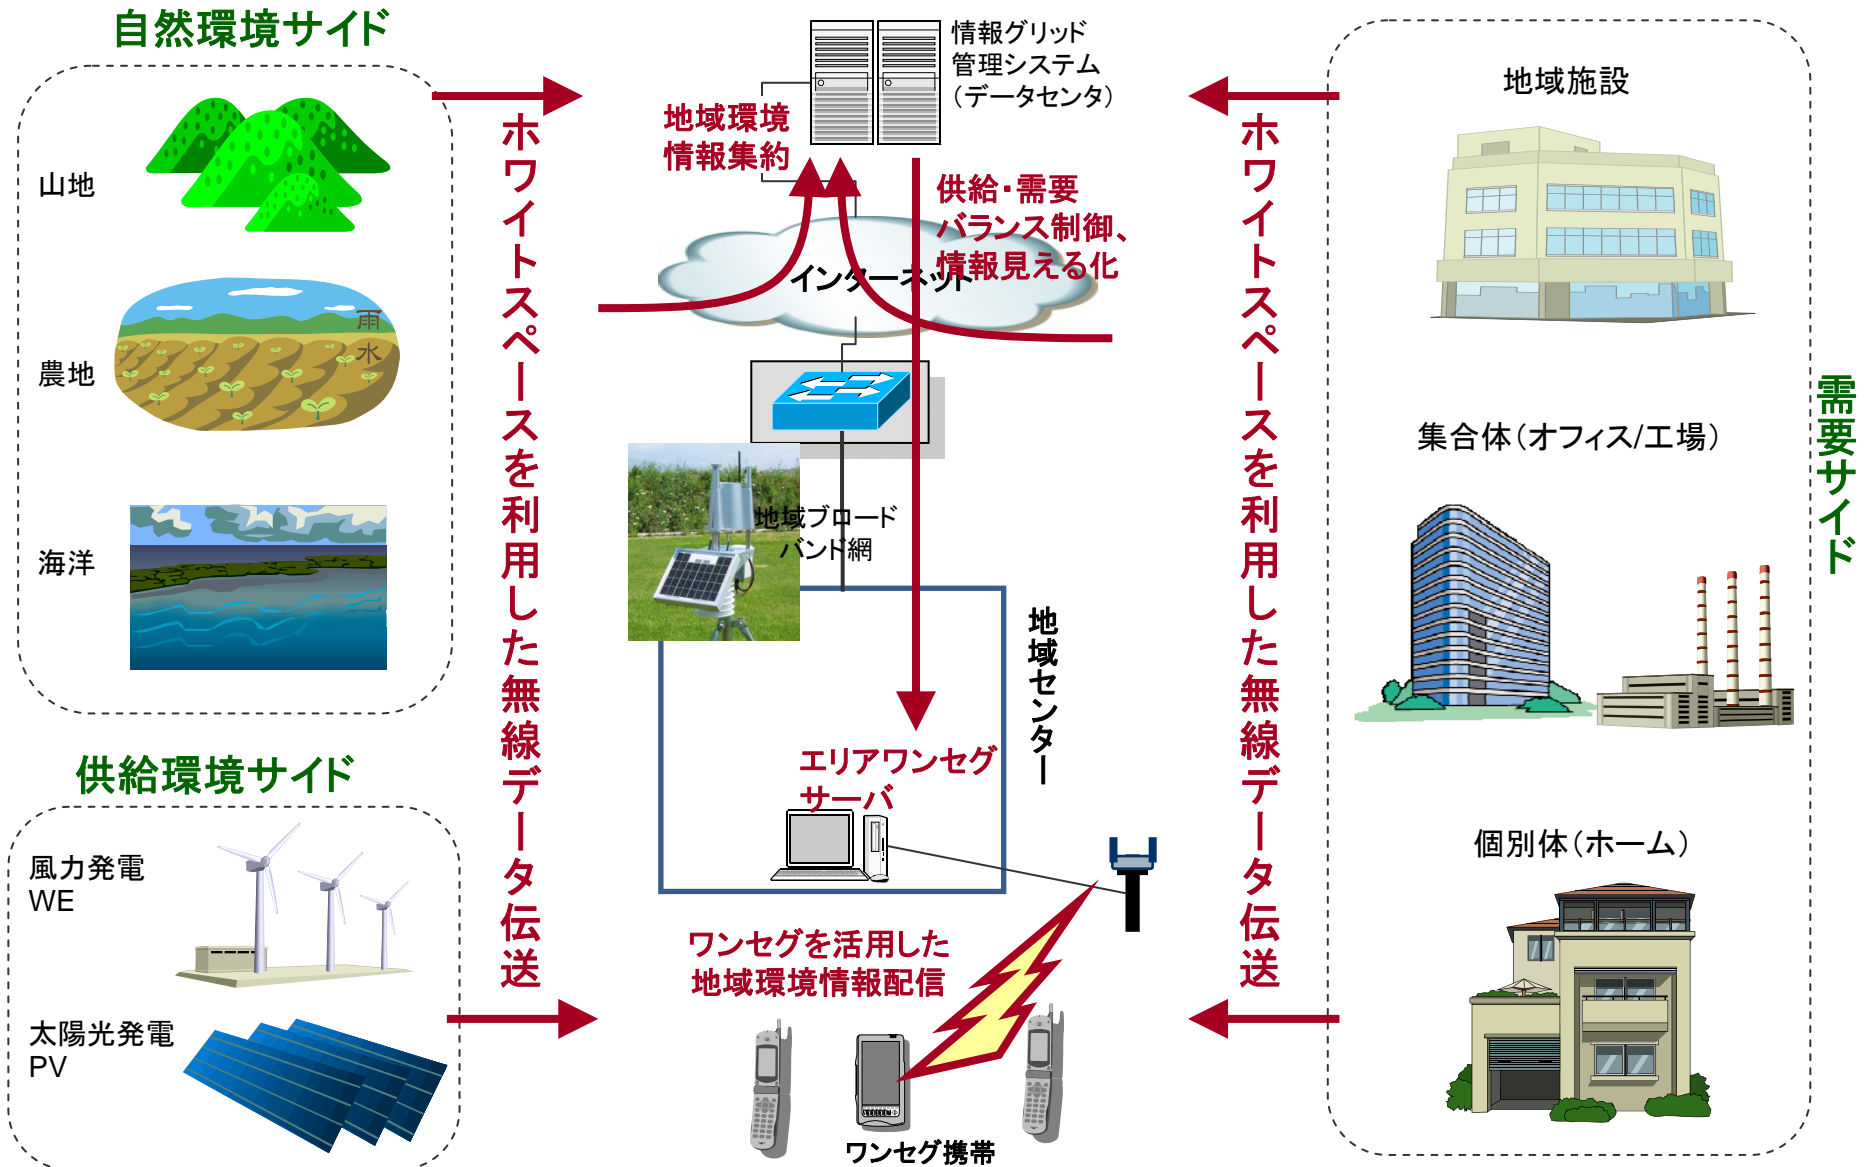 自然環境サイド
山地
農地
雨
水
海洋
供給環境サイド
風力発電
WE
太陽光発電
PV
ホワイトスペースを利用した無線データ伝送
情報グリッド
管理システム
（データセンタ）
地域環境
情報集約
供給・需要
バランス制御、
情報見える化
インターネット
地域ブロード
バンド網
地域センター
エリアワンセグ
サーバ
ワンセグを活用した
地域環境情報配信
ワンセグ携帯
ホワイトスペースを利用した無線データ伝送
地域施設
集合体（オフィス/工場）
個別体（ホーム）
需要サイド